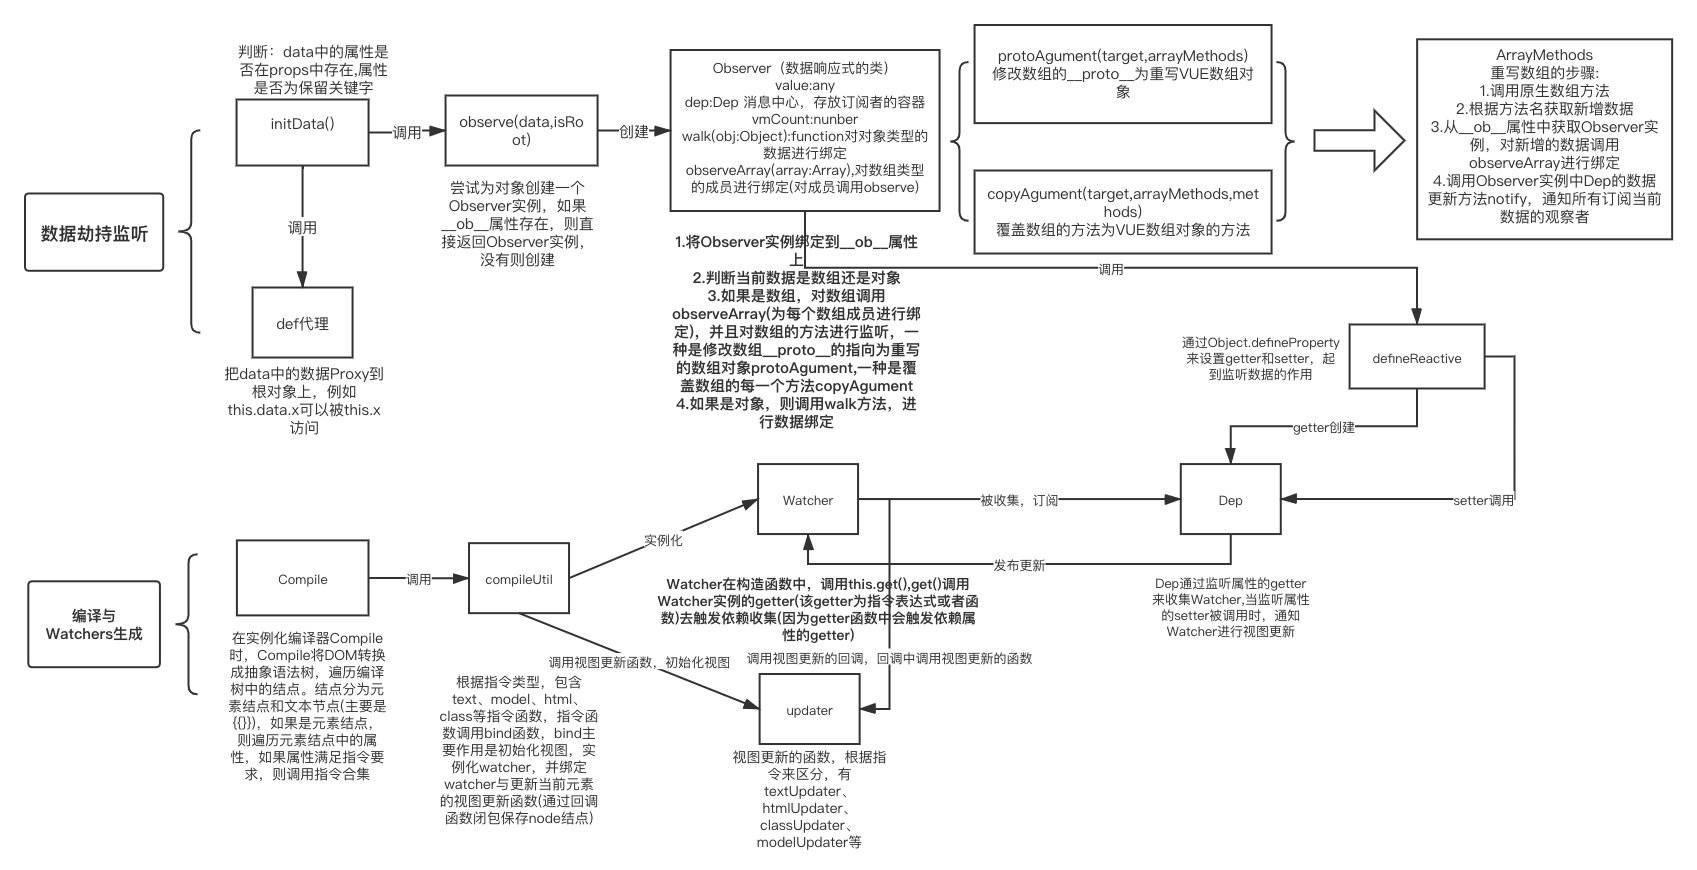 数据劫持监听
判断：data中的属性是
否在props中存在,属性
是否为保留关键字
initData()
调用
调用
def代理
把data中的数据Proxy到
根对象上，例如
this.data.x可以被this.x
访问
observe(data,isRo
ot)
尝试为对象创建一个
Observer实例，如果
__ob__属性存在，则直
接返回Observer实例，
没有则创建
创建
Observer（数据响应式的类）
value:any
dep:Dep 消息中心，存放订阅者的容器
vmCount:nunber
walk(obj:Object):function对对象类型的
数据进行绑定
observeArray(array:Array),对数组类型
的成员进行绑定(对成员调用observe)
1.将Observer实例绑定到__ob__属性
上
2.判断当前数据是数组还是对象
3.如果是数组，对数组调用
observeArray(为每个数组成员进行绑
定)，并且对数组的方法进行监听，一
种是修改数组__proto__的指向为重写
的数组对象protoAgument,一种是覆
盖数组的每一个方法copyAgument
4.如果是对象，则调用walk方法，进
行数据绑定
protoAgument(target,arrayMethods)
修改数组的__proto__为重写VUE数组对
象
copyAgument(target,arrayMethods,met
hods)
覆盖数组的方法为VUE数组对象的方法
ArrayMethods
重写数组的步骤:
1.调用原生数组方法
2.根据方法名获取新增数据
3.从__ob__属性中获取Observer实
例，对新增的数据调用
observeArray进行绑定
4.调用Observer实例中Dep的数据
更新方法notify，通知所有订阅当前
数据的观察者
调用
通过Object.defineProperty
来设置getter和setter，起
到监听数据的作用
defineReactive
getter创建
setter调用
Dep
Dep通过监听属性的getter
来收集Watcher,当监听属性
的setter被调用时，通知
Watcher进行视图更新
被收集，订阅
发布更新
Watcher
Watcher在构造函数中，调用this.get(),get()调用
Watcher实例的getter(该getter为指令表达式或者函
数)去触发依赖收集(因为getter函数中会触发依赖属
性的getter)
编译与
Watchers生成
Compile
在实例化编译器Compile
时，Compile将DOM转换
成抽象语法树，遍历编译
树中的结点。结点分为元
素结点和文本节点(主要是
{{}})，如果是元素结点，
则遍历元素结点中的属
性，如果属性满足指令要
求，则调用指令合集
调用
compileUtil
实例化
调用视图更新函数，初始化视图
根据指令类型，包含
text、model、html、
class等指令函数，指令函
数调用bind函数，bind主
要作用是初始化视图，实
例化watcher，并绑定
watcher与更新当前元素
的视图更新函数(通过回调
函数闭包保存node结点)
调用视图更新的回调，回调中调用视图更新的函数
updater
视图更新的函数，根据指
令来区分，有
textUpdater、
htmlUpdater、
classUpdater、
modelUpdater等